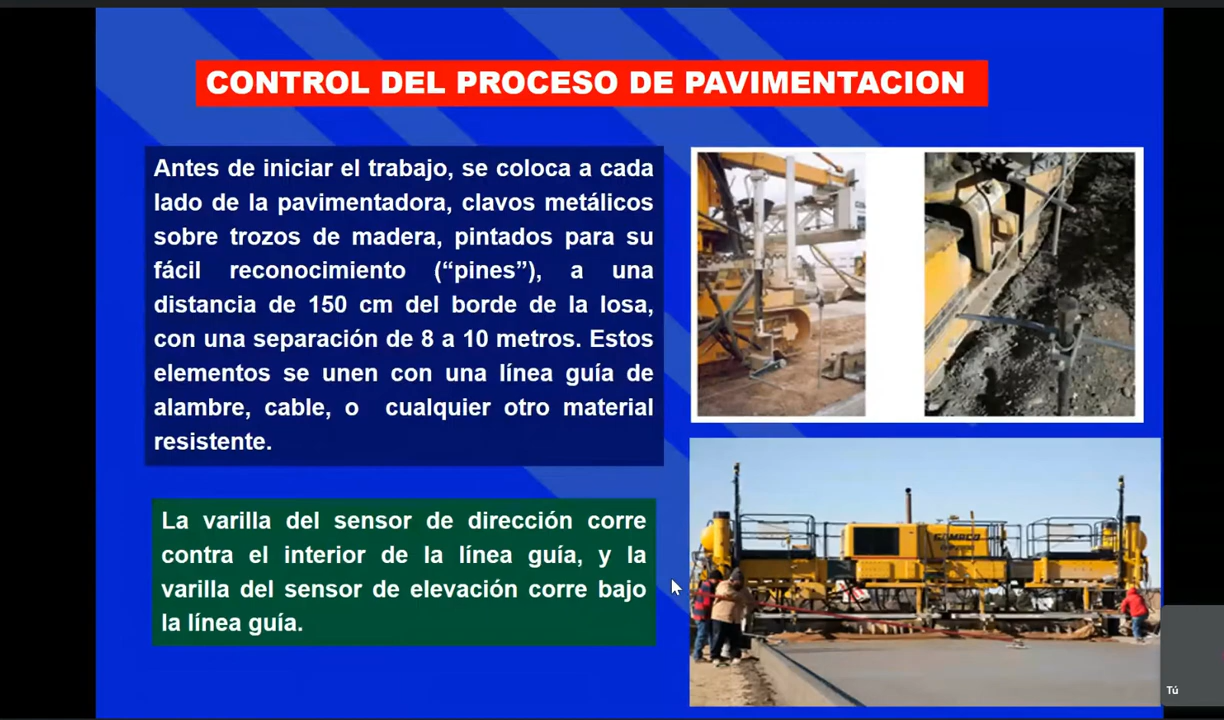 CONTROL DEL PROCESO DE PAVIMENTACION
Antes de iniciar el trabajo, se coloca a cada
lado de la pavimentadora, clavos metálicos
sobre trozos de madera, pintados para su
fácil reconocimiento (“pines”), a una
distancia de 150 cm del borde de la losa,
con una separación de 8 a 10 metros. Estos
elementos se unen con una línea guía de
alambre, cable, o cualquier otro material
resistente.
La varilla del sensor de dirección corre
contra el interior de la línea guía, y la
varilla del sensor de elevación corre bajo
la línea guía.
GOMACO
Tú